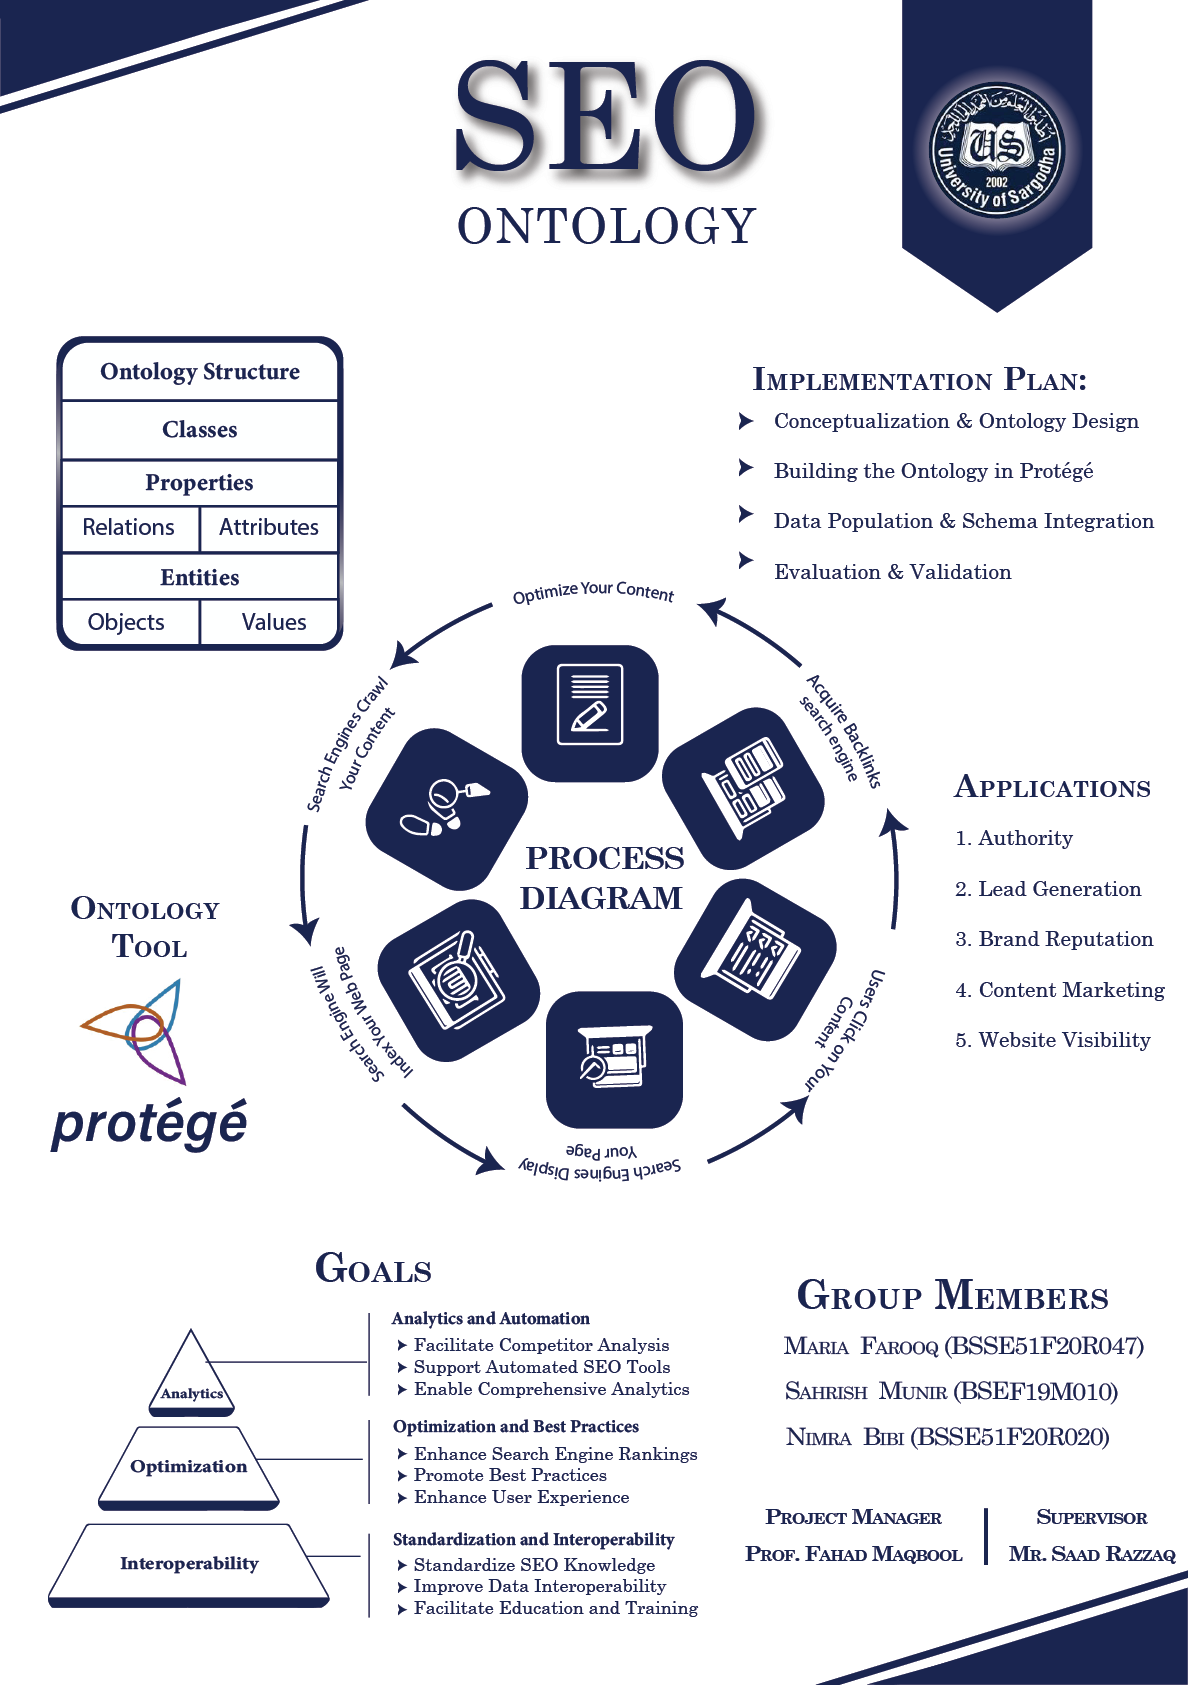 SEO
ONTOLOGY
US
2002
University of Sargodha
Ontology Structure
Classes
Properties
Relations Attributes
Entities
Objects Values
IMPLEMENTATION PLAN:
Conceptualization & Ontology Design
Building the Ontology in Protégé
Data Population & Schema Integration
Evaluation & Validation
Optimize Your Content
Search Engines Crawl
Your Content
Search Engine Will
Index Your Web Page
Search Engines Display
Your Page
Users Click on Your
Content
Acquire Backlinks
search engine
PROCESS
DIAGRAM
APPLICATIONS
1. Authority
2. Lead Generation
3. Brand Reputation
4. Content Marketing
5. Website Visibility
ONTOLOGY
TOOL
protégé
GOALS
Analytics
Optimization
Interoperability
Analytics and Automation
Facilitate Competitor Analysis
Support Automated SEO Tools
Enable Comprehensive Analytics
Optimization and Best Practices
Enhance Search Engine Rankings
Promote Best Practices
Enhance User Experience
Standardization and Interoperability
Standardize SEO Knowledge
Improve Data Interoperability
Facilitate Education and Training
GROUP MEMBERS
MARIA FAROOQ (BSSE51F20R047)
SAHRISH MUNIR (BSEF19M010)
NIMRA BIBI (BSSE51F20R020)
PROJECT MANAGER
PROF. FAHAD MAQBOOL
SUPERVISOR
MR. SAAD RAZZAQ